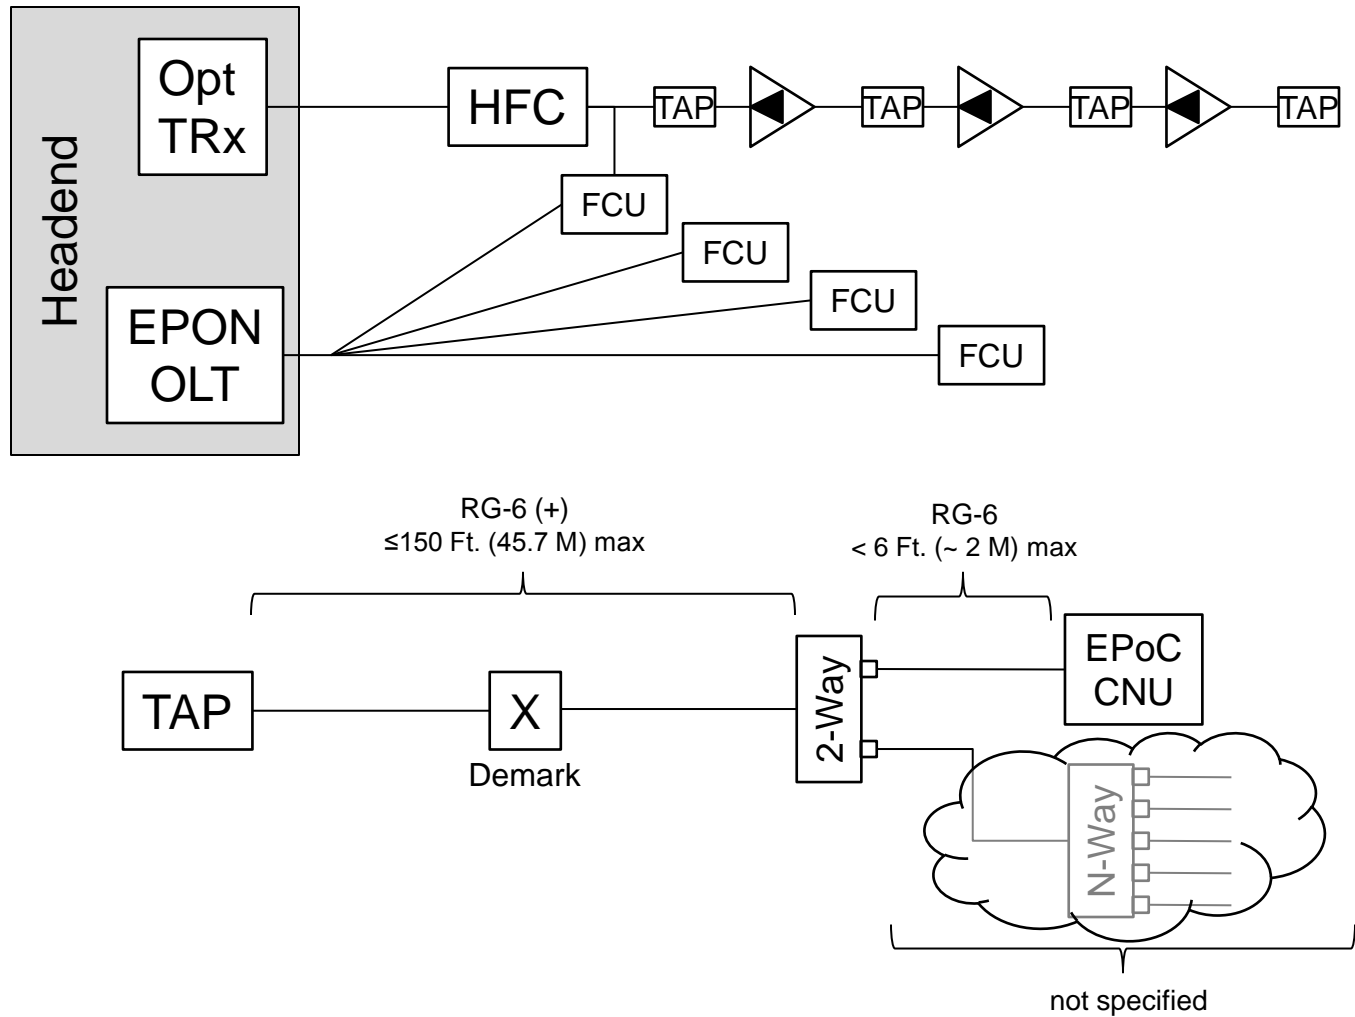 Headend
Opt
TRx
HFC
TAP
TAP
TAP
TAP
FCU
FCU
FCU
FCU
EPON
OLT
RG-6 (+)
≤150 Ft. (45.7 M) max
RG-6
< 6 Ft. (~ 2 M) max
TAP
X
Demark
2-Way
EPoC
CNU
N-Way
not specified